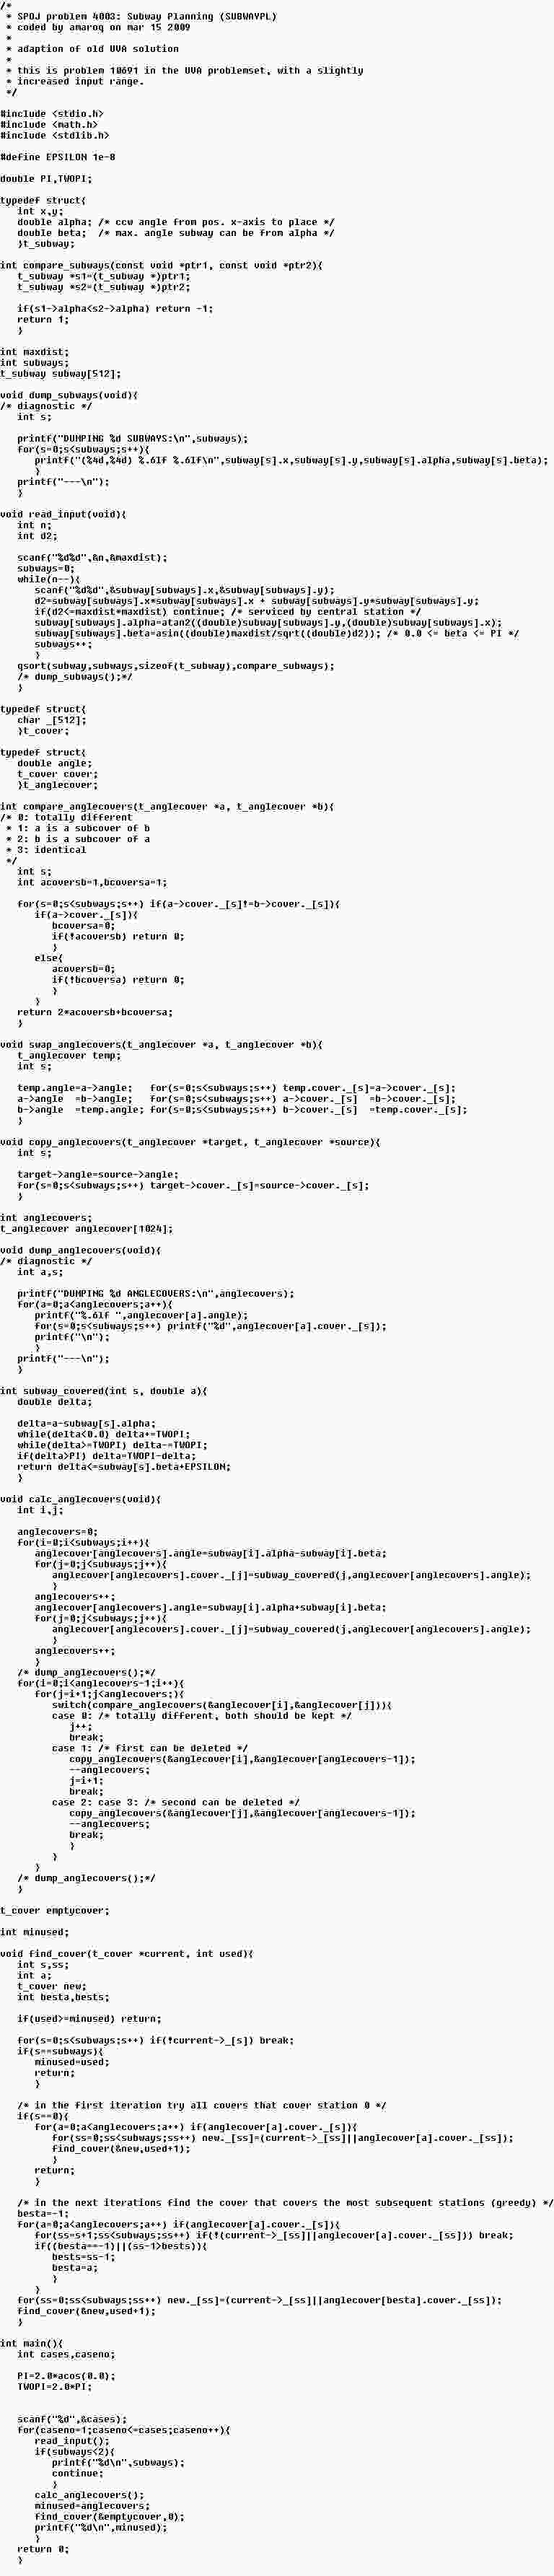 /*
 * SPOJ problem 4003: Subway Planning (SUBWAYPL)
 * coded by amaroq on mar 15 2009
 *
 * adaption of old UVA solution
 *
 * this is problem 10691 in the UVA problemset, with a slightly
 * increased input range.
 */

#include <stdio.h>
#include <math.h>
#include <stdlib.h>

#define EPSILON 1e-8

double PI,TWOPI;

typedef struct{
   int x,y;
   double alpha; /* ccw angle from pos. x-axis to place */
   double beta;  /* max. angle subway can be from alpha */
   }t_subway;

int compare_subways(const void *ptr1, const void *ptr2){
   t_subway *s1=(t_subway *)ptr1;
   t_subway *s2=(t_subway *)ptr2;

   if(s1->alpha<s2->alpha) return -1;
   return 1;
   }

int maxdist;
int subways;
t_subway subway[512];

void dump_subways(void){
/* diagnostic */
   int s;

   printf("DUMPING %d SUBWAYS:\n",subways);
   for(s=0;s<subways;s++){
      printf("(%4d,%4d) %.6lf %.6lf\n",subway[s].x,subway[s].y,subway[s].alpha,subway[s].beta);
      }
   printf("---\n");
   }

void read_input(void){
   int n;
   int d2;

   scanf("%d%d",&n,&maxdist);
   subways=0;
   while(n--){
      scanf("%d%d",&subway[subways].x,&subway[subways].y);
      d2=subway[subways].x*subway[subways].x + subway[subways].y*subway[subways].y;
      if(d2<=maxdist*maxdist) continue; /* serviced by central station */
      subway[subways].alpha=atan2((double)subway[subways].y,(double)subway[subways].x);
      subway[subways].beta=asin((double)maxdist/sqrt((double)d2)); /* 0.0 <= beta <= PI */
      subways++;
      }
   qsort(subway,subways,sizeof(t_subway),compare_subways);
   /* dump_subways();*/
   }

typedef struct{
   char _[512];
   }t_cover;

typedef struct{
   double angle;
   t_cover cover;
   }t_anglecover;

int compare_anglecovers(t_anglecover *a, t_anglecover *b){
/* 0: totally different
 * 1: a is a subcover of b
 * 2: b is a subcover of a
 * 3: identical
 */
   int s;
   int acoversb=1,bcoversa=1;

   for(s=0;s<subways;s++) if(a->cover._[s]!=b->cover._[s]){
      if(a->cover._[s]){
         bcoversa=0;
         if(!acoversb) return 0;
         }
      else{
         acoversb=0;
         if(!bcoversa) return 0;
         }
      }
   return 2*acoversb+bcoversa;
   }

void swap_anglecovers(t_anglecover *a, t_anglecover *b){
   t_anglecover temp;
   int s;

   temp.angle=a->angle;   for(s=0;s<subways;s++) temp.cover._[s]=a->cover._[s];
   a->angle  =b->angle;   for(s=0;s<subways;s++) a->cover._[s]  =b->cover._[s];
   b->angle  =temp.angle; for(s=0;s<subways;s++) b->cover._[s]  =temp.cover._[s];
   }

void copy_anglecovers(t_anglecover *target, t_anglecover *source){
   int s;

   target->angle=source->angle;
   for(s=0;s<subways;s++) target->cover._[s]=source->cover._[s];
   }

int anglecovers;
t_anglecover anglecover[1024];

void dump_anglecovers(void){
/* diagnostic */
   int a,s;

   printf("DUMPING %d ANGLECOVERS:\n",anglecovers);
   for(a=0;a<anglecovers;a++){
      printf("%.6lf ",anglecover[a].angle);
      for(s=0;s<subways;s++) printf("%d",anglecover[a].cover._[s]);
      printf("\n");
      }
   printf("---\n");
   }

int subway_covered(int s, double a){
   double delta;

   delta=a-subway[s].alpha;
   while(delta<0.0) delta+=TWOPI;
   while(delta>=TWOPI) delta-=TWOPI;
   if(delta>PI) delta=TWOPI-delta;
   return delta<=subway[s].beta+EPSILON;
   }

void calc_anglecovers(void){
   int i,j;

   anglecovers=0;
   for(i=0;i<subways;i++){
      anglecover[anglecovers].angle=subway[i].alpha-subway[i].beta;
      for(j=0;j<subways;j++){
         anglecover[anglecovers].cover._[j]=subway_covered(j,anglecover[anglecovers].angle);
         }
      anglecovers++;
      anglecover[anglecovers].angle=subway[i].alpha+subway[i].beta;
      for(j=0;j<subways;j++){
         anglecover[anglecovers].cover._[j]=subway_covered(j,anglecover[anglecovers].angle);
         }
      anglecovers++;
      }
   /* dump_anglecovers();*/
   for(i=0;i<anglecovers-1;i++){
      for(j=i+1;j<anglecovers;){
         switch(compare_anglecovers(&anglecover[i],&anglecover[j])){
         case 0: /* totally different, both should be kept */
            j++;
            break;
         case 1: /* first can be deleted */
            copy_anglecovers(&anglecover[i],&anglecover[anglecovers-1]);
            --anglecovers;
            j=i+1;
            break;
         case 2: case 3: /* second can be deleted */
            copy_anglecovers(&anglecover[j],&anglecover[anglecovers-1]);
            --anglecovers;
            break;
            }
         }
      }
   /* dump_anglecovers();*/
   }

t_cover emptycover;

int minused;

void find_cover(t_cover *current, int used){
   int s,ss;
   int a;
   t_cover new;
   int besta,bests;

   if(used>=minused) return;

   for(s=0;s<subways;s++) if(!current->_[s]) break;
   if(s==subways){
      minused=used;
      return;
      }

   /* in the first iteration try all covers that cover station 0 */
   if(s==0){
      for(a=0;a<anglecovers;a++) if(anglecover[a].cover._[s]){
         for(ss=0;ss<subways;ss++) new._[ss]=(current->_[ss]||anglecover[a].cover._[ss]);
         find_cover(&new,used+1);
         }
      return;
      }

   /* in the next iterations find the cover that covers the most subsequent stations (greedy) */
   besta=-1;
   for(a=0;a<anglecovers;a++) if(anglecover[a].cover._[s]){
      for(ss=s+1;ss<subways;ss++) if(!(current->_[ss]||anglecover[a].cover._[ss])) break;
      if((besta==-1)||(ss-1>bests)){
         bests=ss-1;
         besta=a;
         }
      }
   for(ss=0;ss<subways;ss++) new._[ss]=(current->_[ss]||anglecover[besta].cover._[ss]);
   find_cover(&new,used+1);
   }

int main(){
   int cases,caseno;

   PI=2.0*acos(0.0);
   TWOPI=2.0*PI;


   scanf("%d",&cases);
   for(caseno=1;caseno<=cases;caseno++){
      read_input();
      if(subways<2){
         printf("%d\n",subways);
         continue;
         }
      calc_anglecovers();
      minused=anglecovers;
      find_cover(&emptycover,0);
      printf("%d\n",minused);
      }
   return 0;
   }